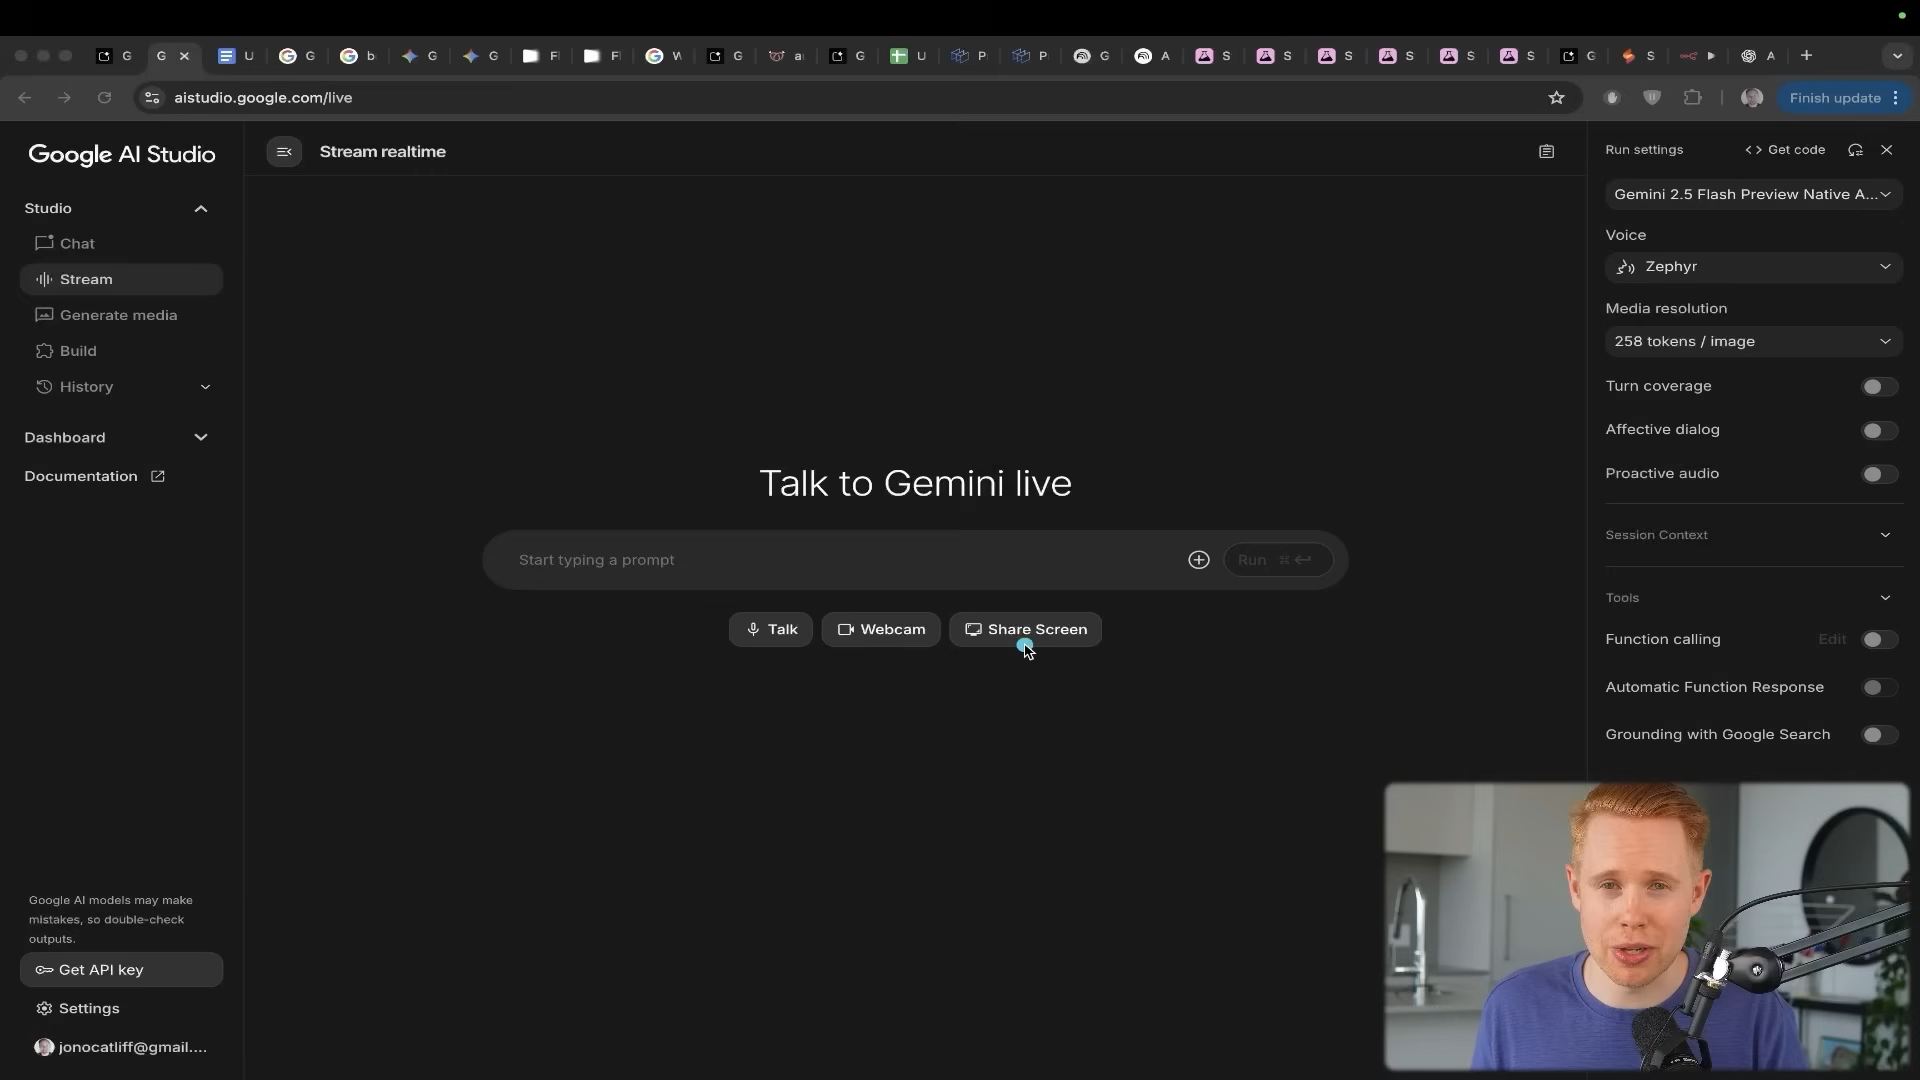 G
G
U
G
b
G
G
F
F
W
G
a
G
U
P
P
G
A
S
S
S
S
S
S
G
S
A
aistudio.google.com/live
Finish update
Google AI Studio
Studio
Chat
Stream
Generate media
Build
History
Dashboard
Documentation
Google AI models may make
mistakes, so double-check
outputs.
Get API key
Settings
jonocatliff@gmail....
Stream realtime
Talk to Gemini live
Start typing a prompt
Run ⌘ ↵
Talk
Webcam
Share Screen
Run settings
<> Get code
Gemini 2.5 Flash Preview Native A...
Voice
Zephyr
Media resolution
258 tokens / image
Turn coverage
Affective dialog
Proactive audio
Session Context
Tools
Function calling Edit
Automatic Function Response
Grounding with Google Search